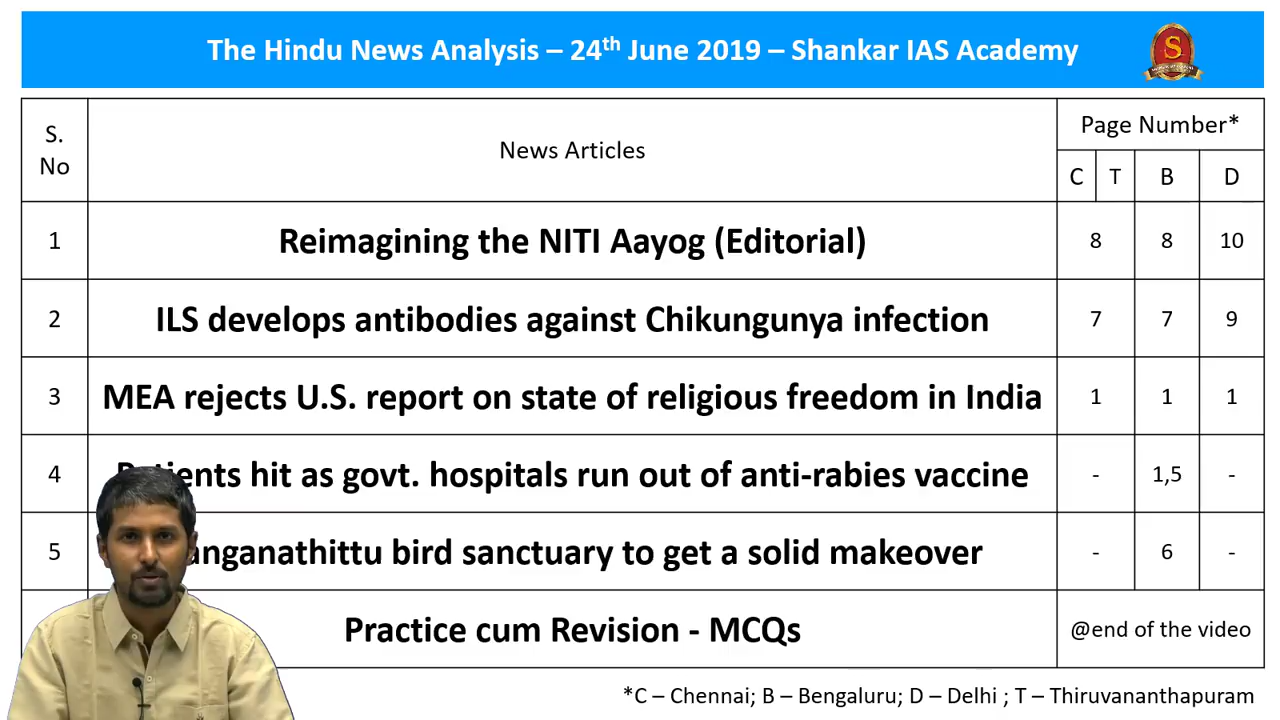 The Hindu News Analysis – 24th June 2019 – Shankar IAS Academy
S
S. No
News Articles
Page Number*
C T B D
1 Reimagining the NITI Aayog (Editorial) 8 8 10
2 ILS develops antibodies against Chikungunya infection 7 7 9
3 MEA rejects U.S. report on state of religious freedom in India 1 1 1
4 hit as govt. hospitals run out of anti-rabies vaccine - 1,5 -
5 bird sanctuary to get a solid makeover - 6 -
Practice cum Revision - MCQs @end of the video
*C – Chennai; B – Bengaluru; D – Delhi ; T – Thiruvananthapuram